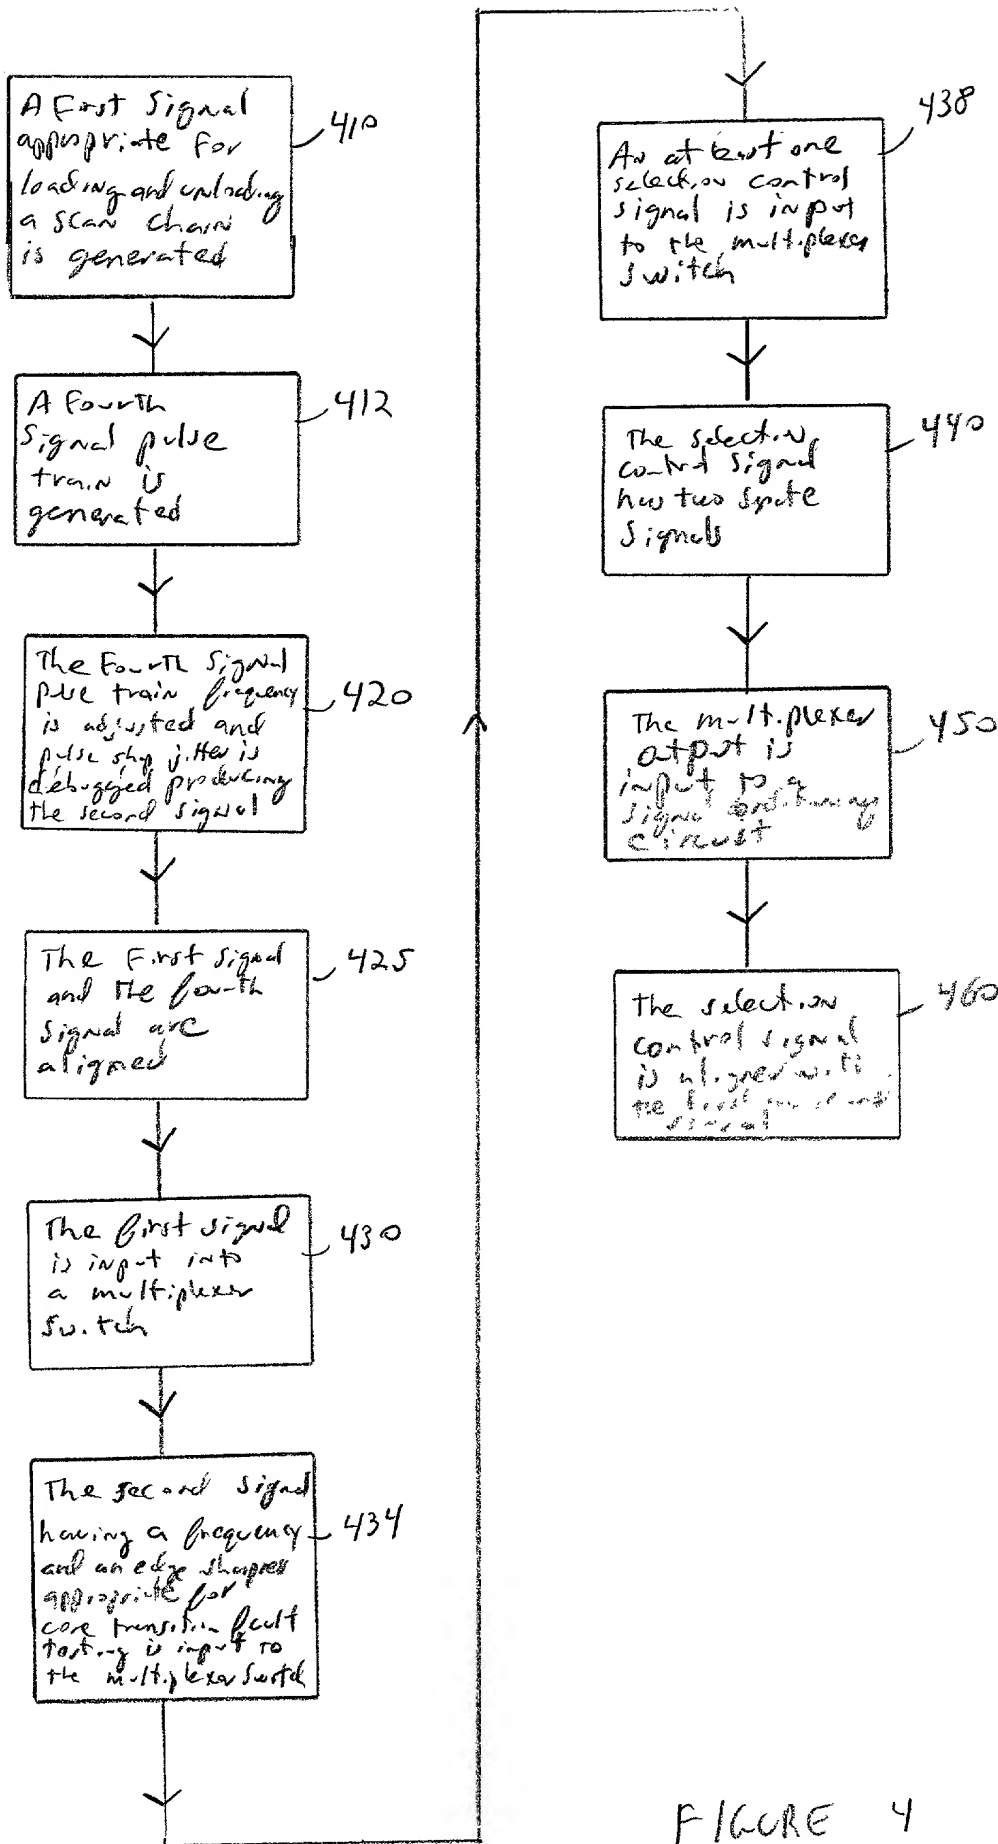 A First Signal
appropriate for
loading and unloading
a scan chain
is generated
410
A Fourth
Signal pulse
train is
generated
412
The Fourth Signal
pulse train frequency
is adjusted and
pulse jitter is
debugged producing
the second signal
420
The First Signal
and the fourth
signal are
aligned
425
The first signal
is input into
a multiplexer
Switch
430
The second signal
having a frequency
and an edge
appropriate for
core transition fault
testing is input to
the multiplexer Switch
434
An at least one
selection control
signal is input
to the multiplexer
switch
438
The selection
control signal
has two state
signals
440
The multiplexer
output is
input to a
signal
circuit
450
The selection
control signal
is aligned with
the first
signal
460
FIGURE 4